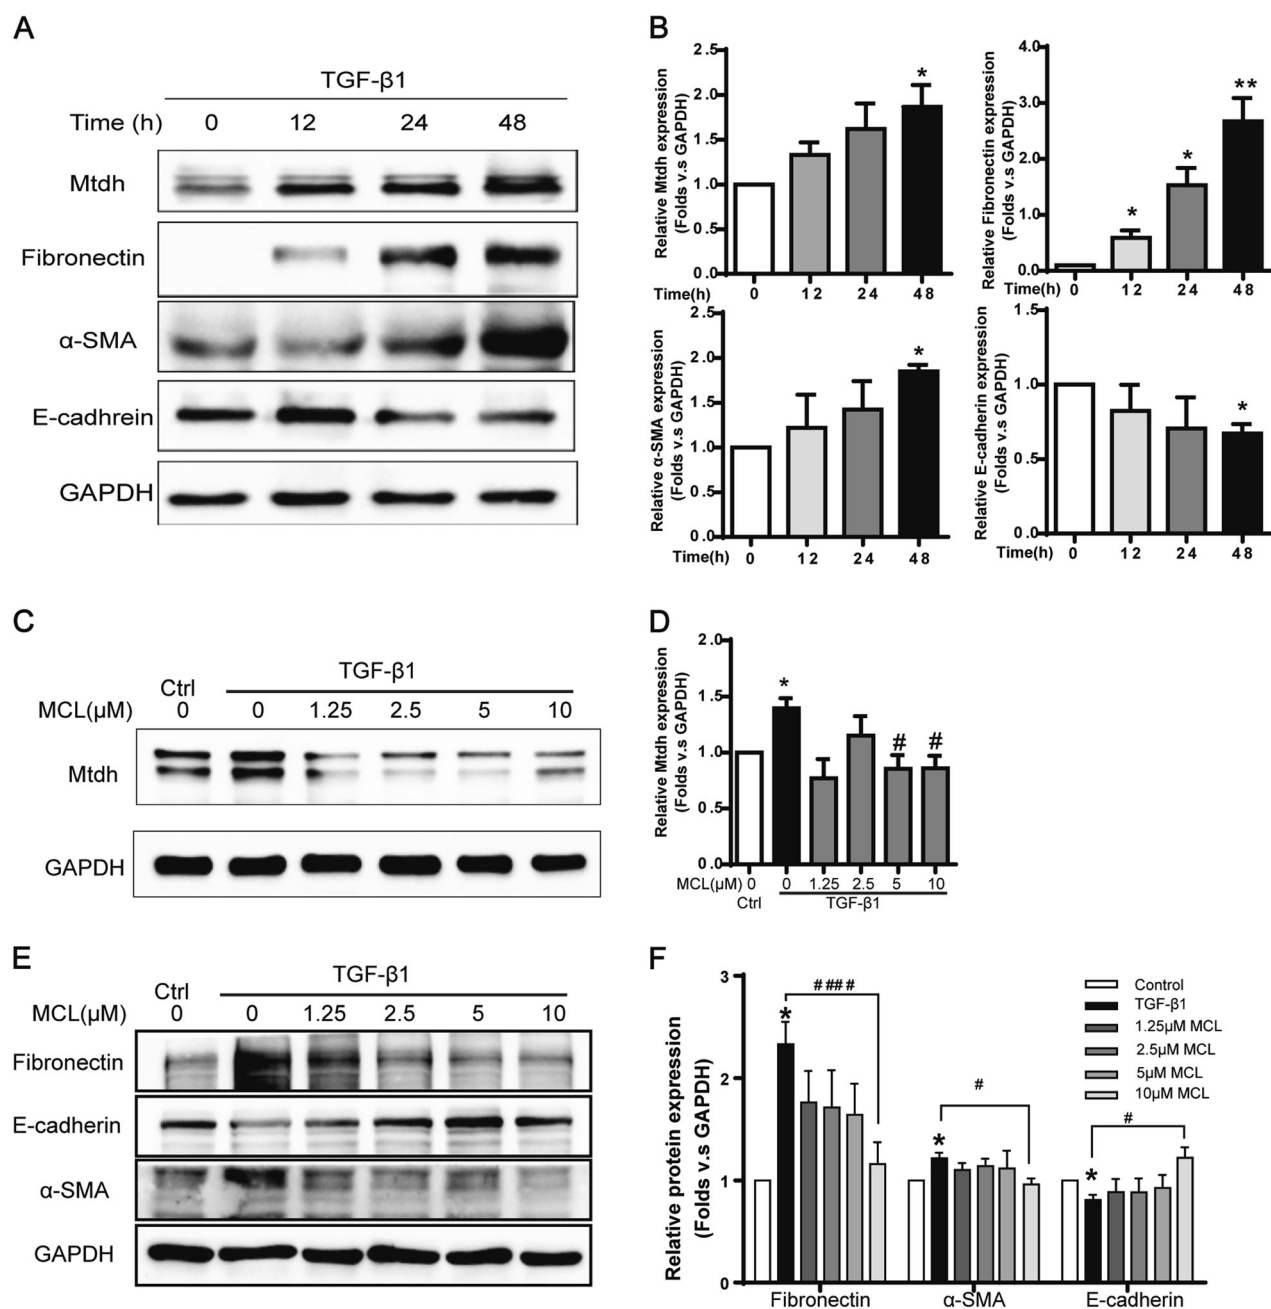 A
TGF-β1
Time (h) 0 12 24 48
Mtdh
Fibronectin
α-SMA
E-cadhrein
GAPDH
B
Relative Mtdh expression
(Folds v.s GAPDH)
2.5
2.0
1.5
1.0
0.5
0.0
*
Time(h) 0 12 24 48
Relative Fibronectin expression
(Folds v.s GAPDH)
4.0
3.0
2.0
1.0
0.0
* * **
Time(h) 0 12 24 48
Relative α-SMA expression
(Folds v.s GAPDH)
2.5
2.0
1.5
1.0
0.5
0.0
*
Time(h) 0 12 24 48
Relative E-cadherin expression
(Folds v.s GAPDH)
1.5
1.0
0.5
0.0
*
Time(h) 0 12 24 48
C
TGF-β1
Ctrl
MCL(μM) 0 0 1.25 2.5 5 10
Mtdh
GAPDH
D
Relative Mtdh expression
(Folds v.s GAPDH)
2.0
1.5
1.0
0.5
0.0
* # #
MCL(μM) 0 0 1.25 2.5 5 10
Ctrl TGF-β1
E
TGF-β1
Ctrl
MCL(μM) 0 0 1.25 2.5 5 10
Fibronectin
E-cadherin
α-SMA
GAPDH
F
Relative protein expression
(Folds v.s GAPDH)
3
2
1
0
####
*
#
*
#
*
Control
TGF-β1
1.25μM MCL
2.5μM MCL
5μM MCL
10μM MCL
Fibronectin α-SMA E-cadherin